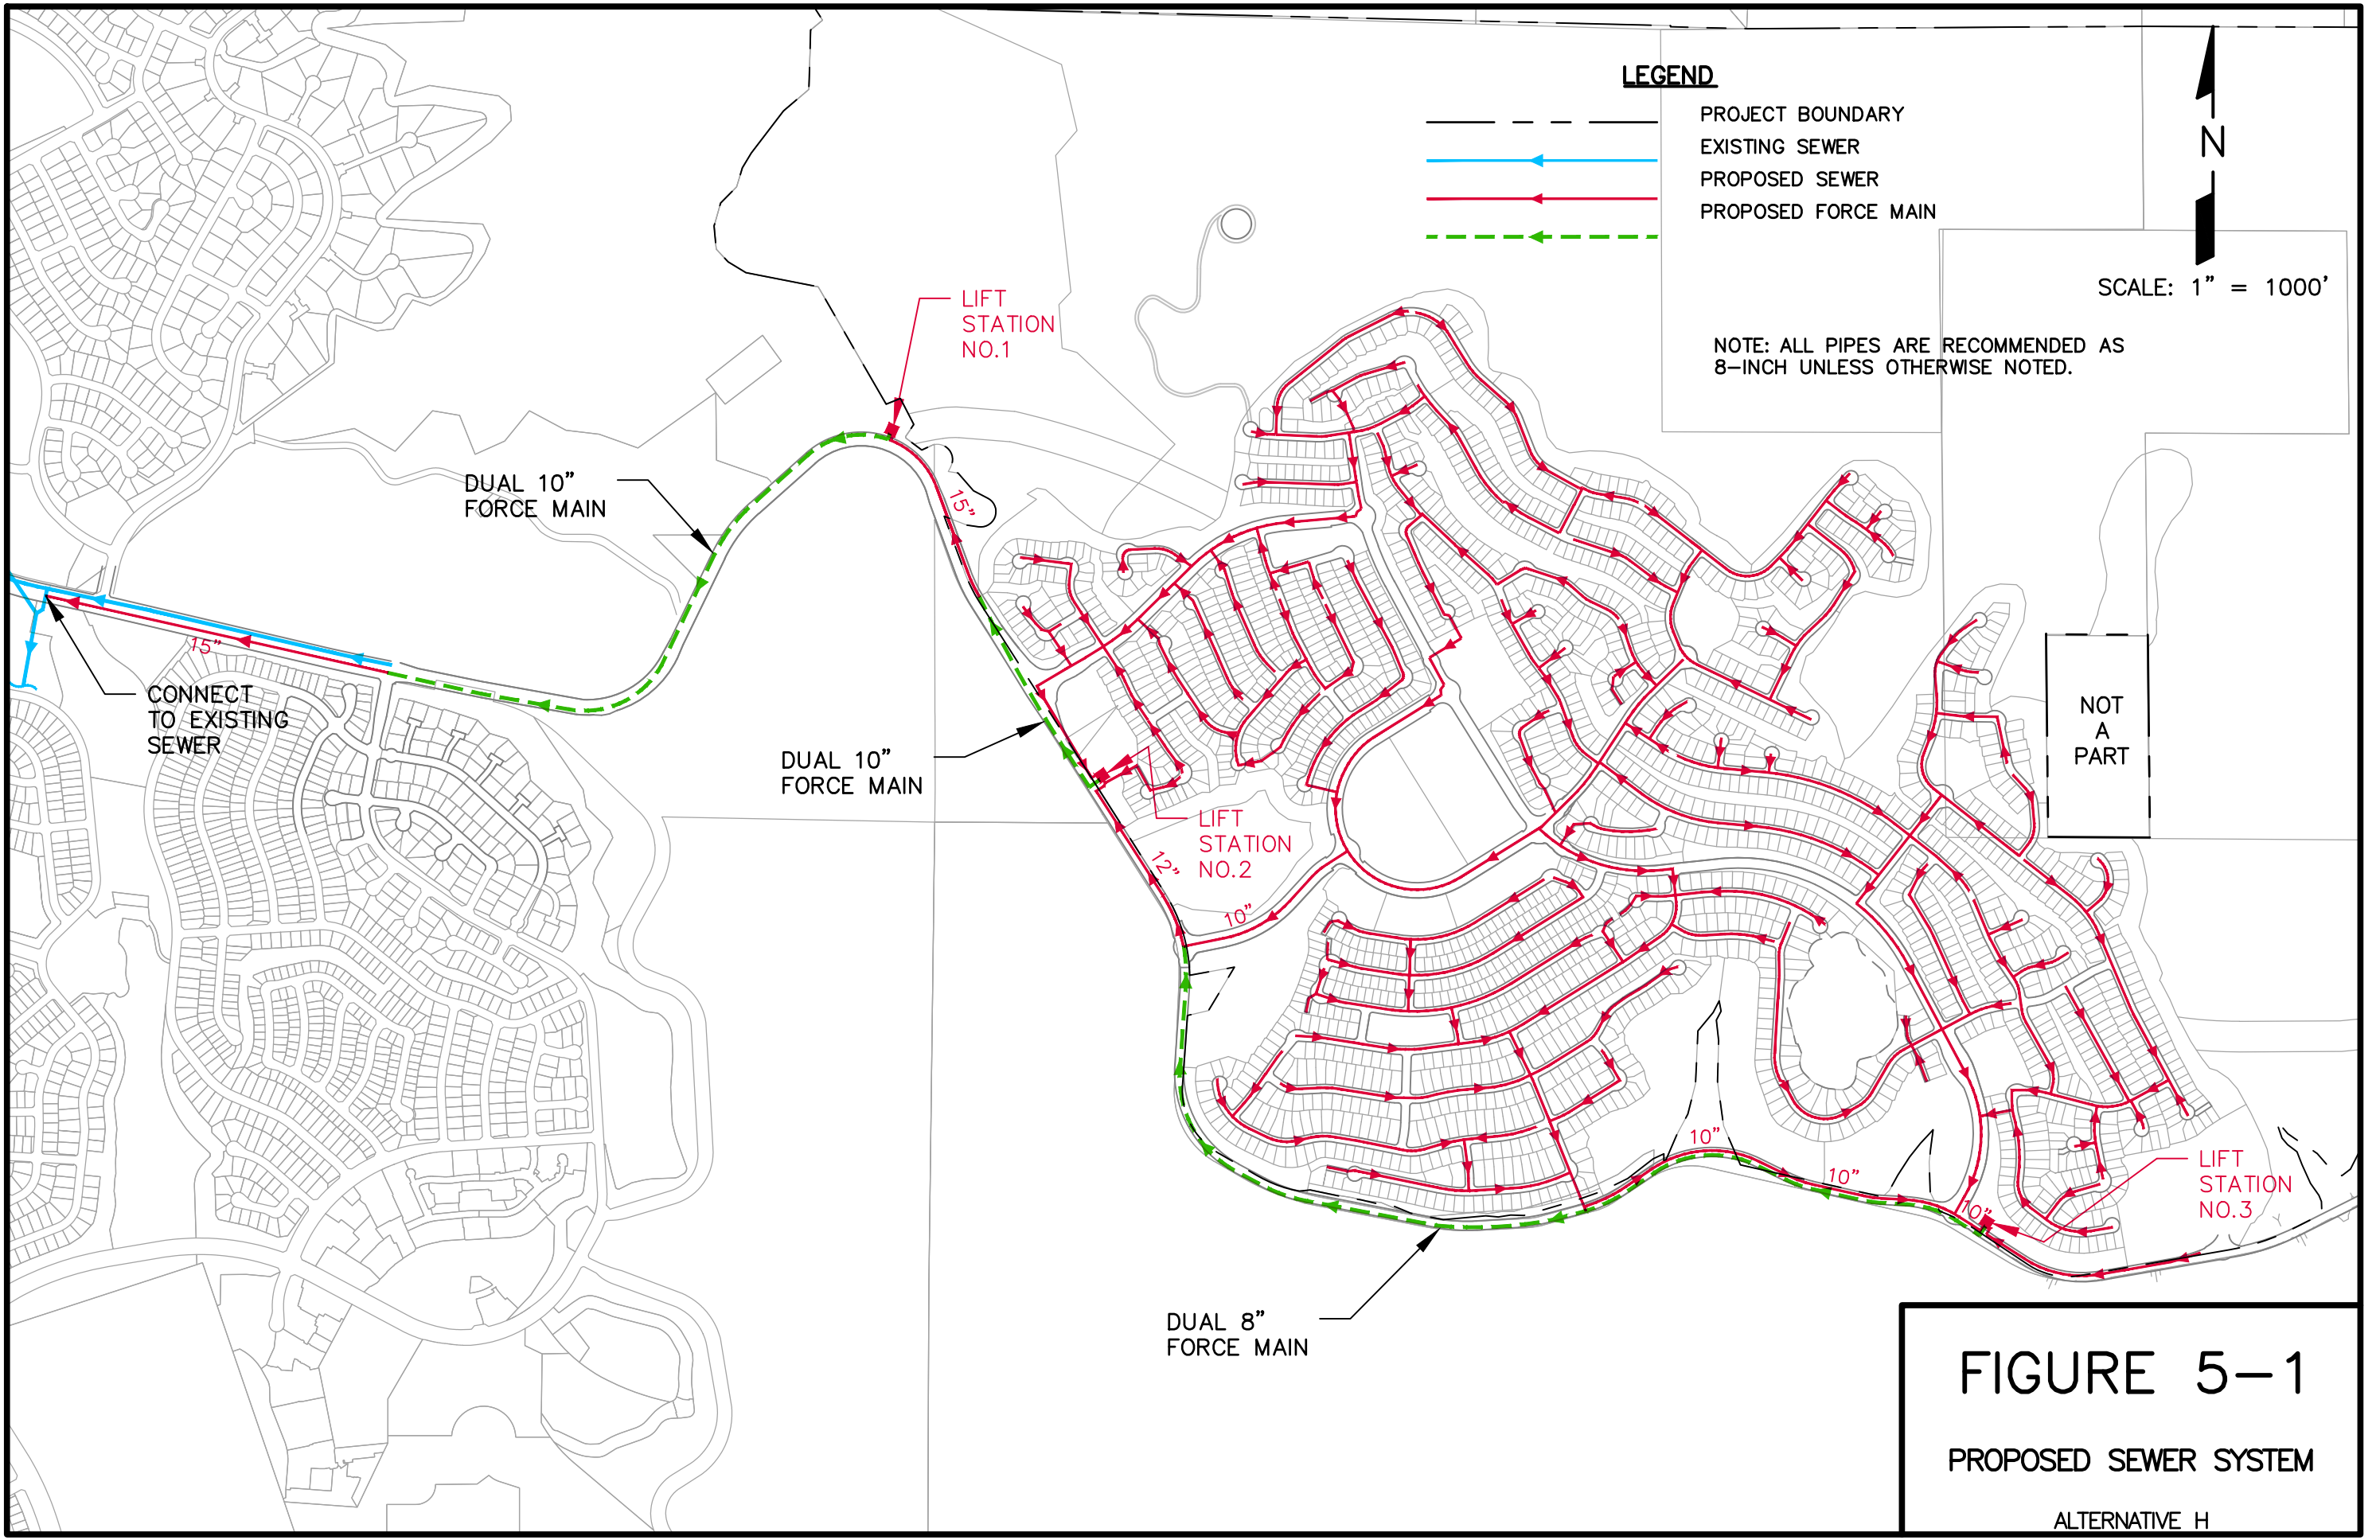 LEGEND
PROJECT BOUNDARY
EXISTING SEWER
PROPOSED SEWER
PROPOSED FORCE MAIN
N
SCALE: 1" = 1000'
NOTE: ALL PIPES ARE RECOMMENDED AS
8-INCH UNLESS OTHERWISE NOTED.
LIFT
STATION
NO.1
DUAL 10"
FORCE MAIN
15"
15"
CONNECT
TO EXISTING
SEWER
DUAL 10"
FORCE MAIN
NOT
A
PART
LIFT
STATION
NO.2
12"
10"
10"
10"
10"
LIFT
STATION
NO.3
DUAL 8"
FORCE MAIN
FIGURE 5-1
PROPOSED SEWER SYSTEM
ALTERNATIVE H